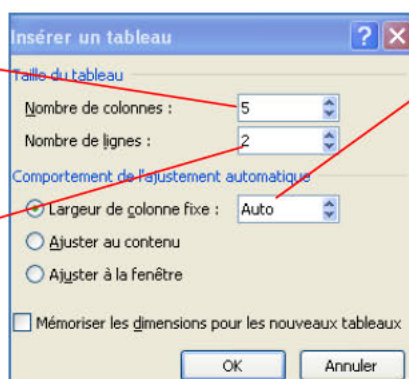 Insérer un tableau
Taille du tableau
Nombre de colonnes : 5
Nombre de lignes : 2
Comportement de l'ajustement automatique
Largeur de colonne fixe : Auto
Ajuster au contenu
Ajuster à la fenêtre
Mémoriser les dimensions pour les nouveaux tableaux
OK Annuler